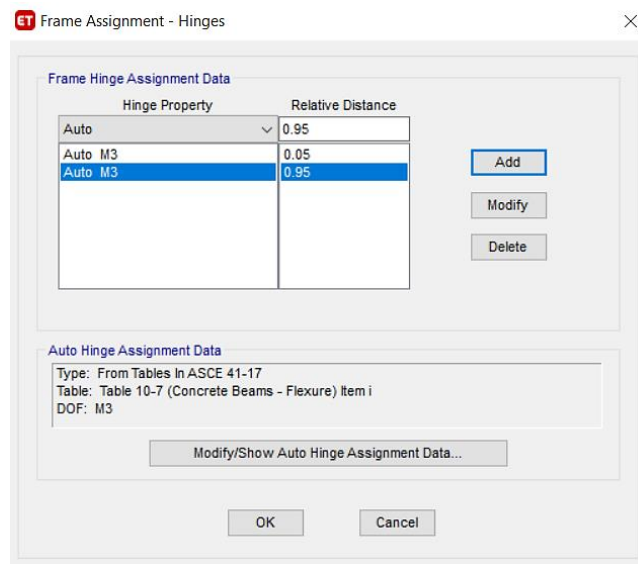 ET Frame Assignment - Hinges
Frame Hinge Assignment Data
Hinge Property Relative Distance
Auto 0.95
Auto M3 0.05
Auto M3 0.95
Add
Modify
Delete
Auto Hinge Assignment Data
Type: From Tables In ASCE 41-17
Table: Table 10-7 (Concrete Beams - Flexure) Item i
DOF: M3
Modify/Show Auto Hinge Assignment Data...
OK Cancel